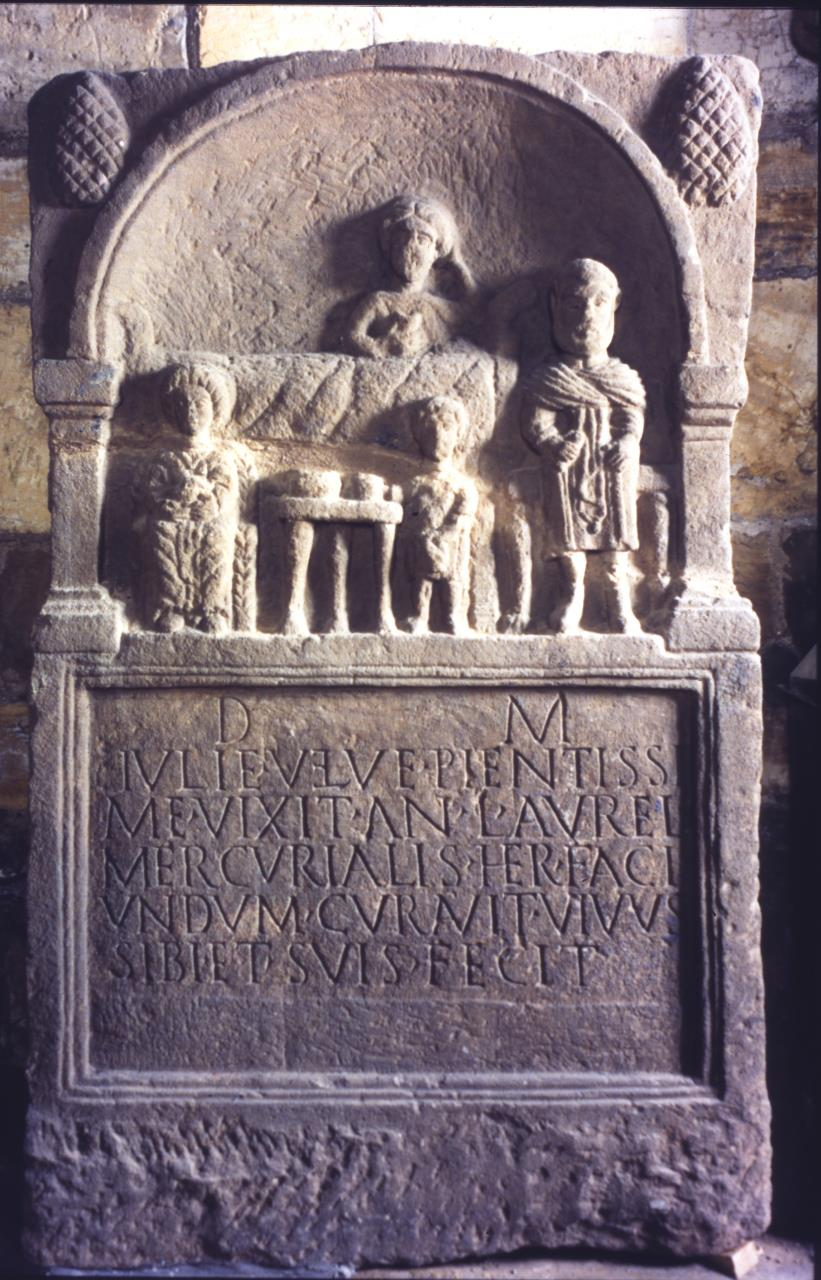 D M
IVLIE·VELVE·PIENTISSI
ME·VIXIT·AN·L·AVREL
MERCVRIALIS·HER·FACI
VNDVM·CVRAVIT·VIVVS
SIBI·ET·SVIS·FECIT